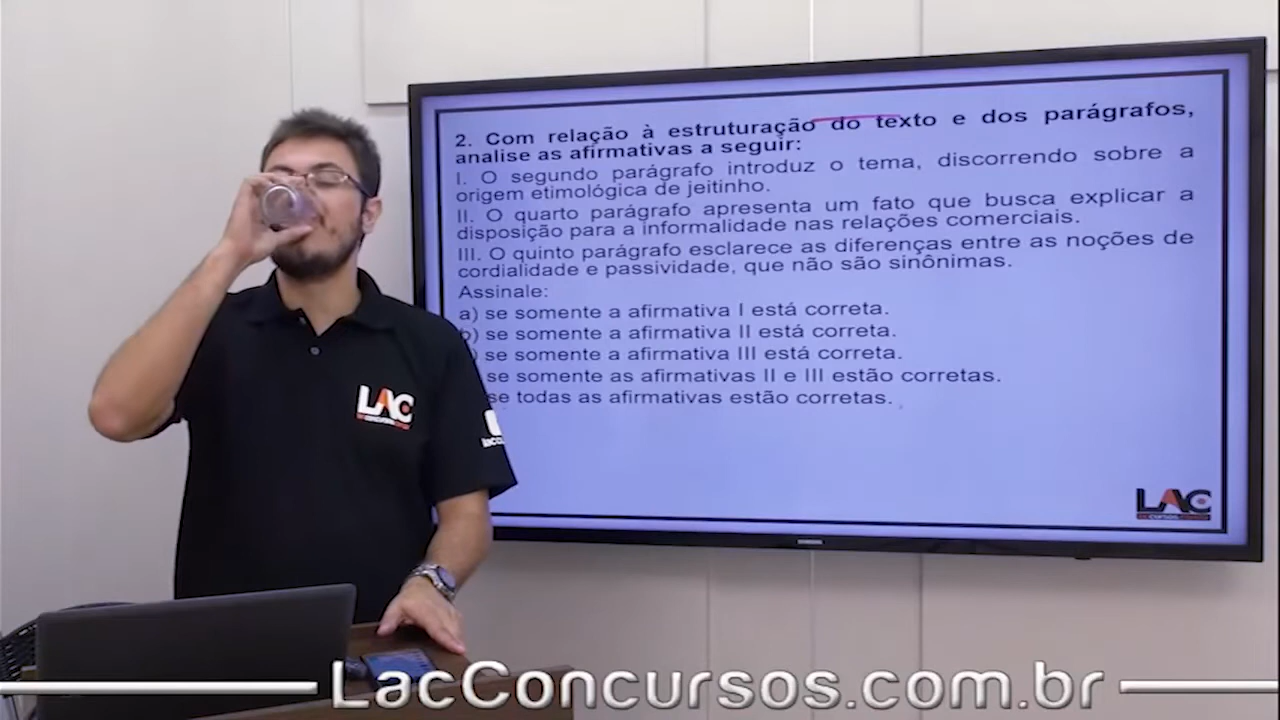 2. Com relação à estruturação do texto e dos parágrafos,
analise as afirmativas a seguir:
I. O segundo parágrafo introduz o tema, discorrendo sobre a
origem etimológica de jeitinho.
II. O quarto parágrafo apresenta um fato que busca explicar a
disposição para a informalidade nas relações comerciais.
III. O quinto parágrafo esclarece as diferenças entre as noções de
cordialidade e passividade, que não são sinônimas.
Assinale:
a) se somente a afirmativa I está correta.
b) se somente a afirmativa II está correta.
se somente a afirmativa III está correta.
se somente as afirmativas II e III estão corretas.
se todas as afirmativas estão corretas.
LAC
LAC
SAMSUNG
LacConcursos.com.br